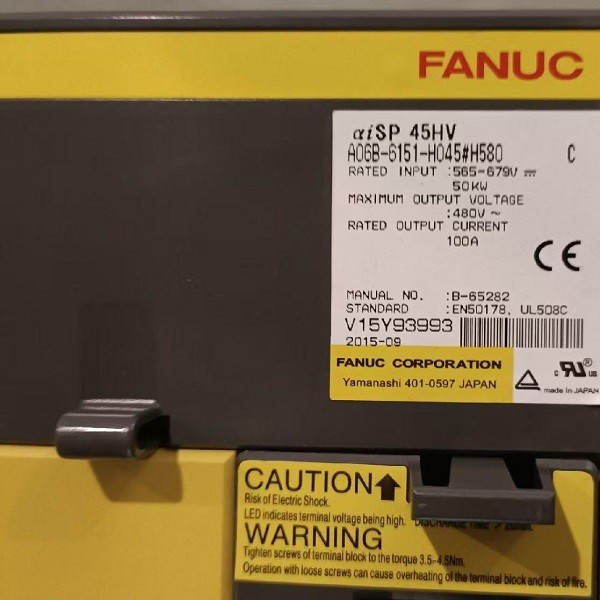 FANUC
αiSP 45HV
A06B-6151-H045#H580 C
RATED INPUT :565-679V ⎓
50KW
MAXIMUM OUTPUT VOLTAGE
:480V ~
RATED OUTPUT CURRENT
100A
CE
MANUAL NO. :B-65282
STANDARD :EN50178, UL508C
V15Y93993
2015-09
FANUC CORPORATION
Yamanashi 401-0597 JAPAN
c RU® us
made in JAPAN
CAUTION
Risk of Electric Shock.
LED indicates terminal voltage being high.
WARNING
Tighten screws of terminal block to the torque 3.5-4.5Nm.
Operation with loose screws can cause overheating of the terminal block and risk of fire.